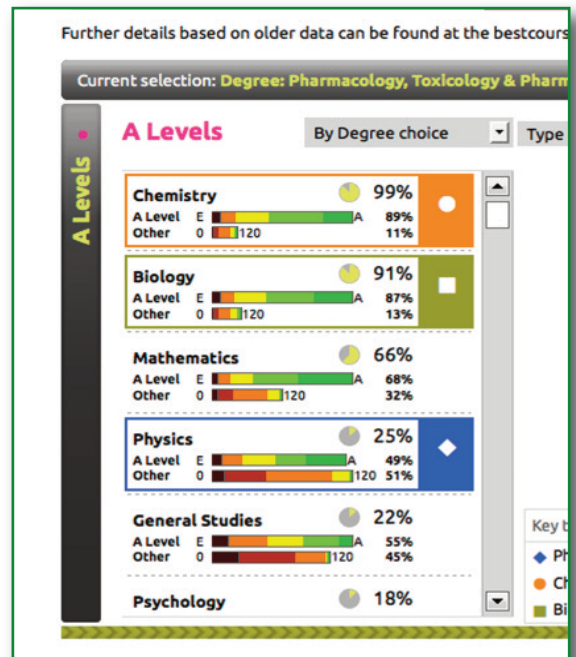 Further details based on older data can be found at the bestcours
Current selection: Degree: Pharmacology, Toxicology & Pharm
A Levels
A Levels By Degree choice Type
Chemistry 99%
A Level E A 89%
Other 0 120 11%
Biology 91%
A Level E A 87%
Other 0 120 13%
Mathematics 66%
A Level E A 68%
Other 0 120 32%
Physics 25%
A Level E A 49%
Other 0 120 51%
General Studies 22%
A Level E A 55%
Other 0 120 45%
Psychology 18%
Key b
Ph
Ch
Bi